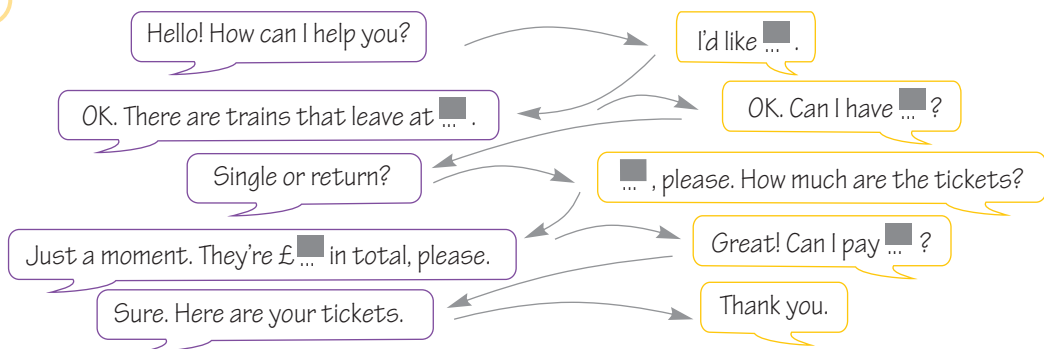 Hello! How can I help you?
I'd like ... .
OK. There are trains that leave at ... .
OK. Can I have ... ?
Single or return?
... , please. How much are the tickets?
Just a moment. They're £ ... in total, please.
Great! Can I pay ... ?
Sure. Here are your tickets.
Thank you.